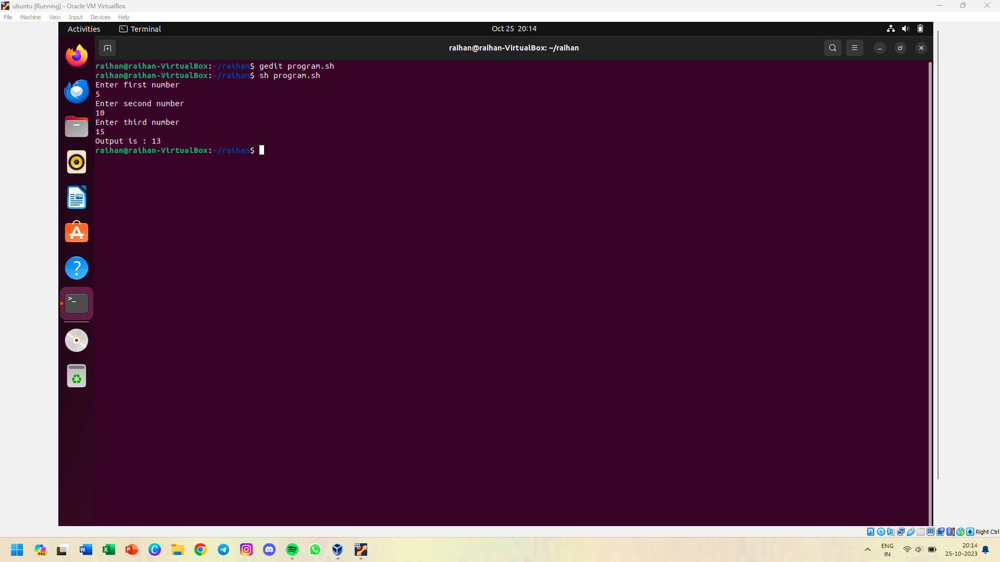 ubuntu [Running] - Oracle VM VirtualBox
File Machine View Input Devices Help
Activities Terminal Oct 25 20:14
raihan@raihan-VirtualBox: ~/raihan
raihan@raihan-VirtualBox:~/raihan$ gedit program.sh
raihan@raihan-VirtualBox:~/raihan$ sh program.sh
Enter first number
5
Enter second number
10
Enter third number
15
Output is : 13
raihan@raihan-VirtualBox:~/raihan$
Right Ctrl
ENG
IN
20:14
25-10-2023